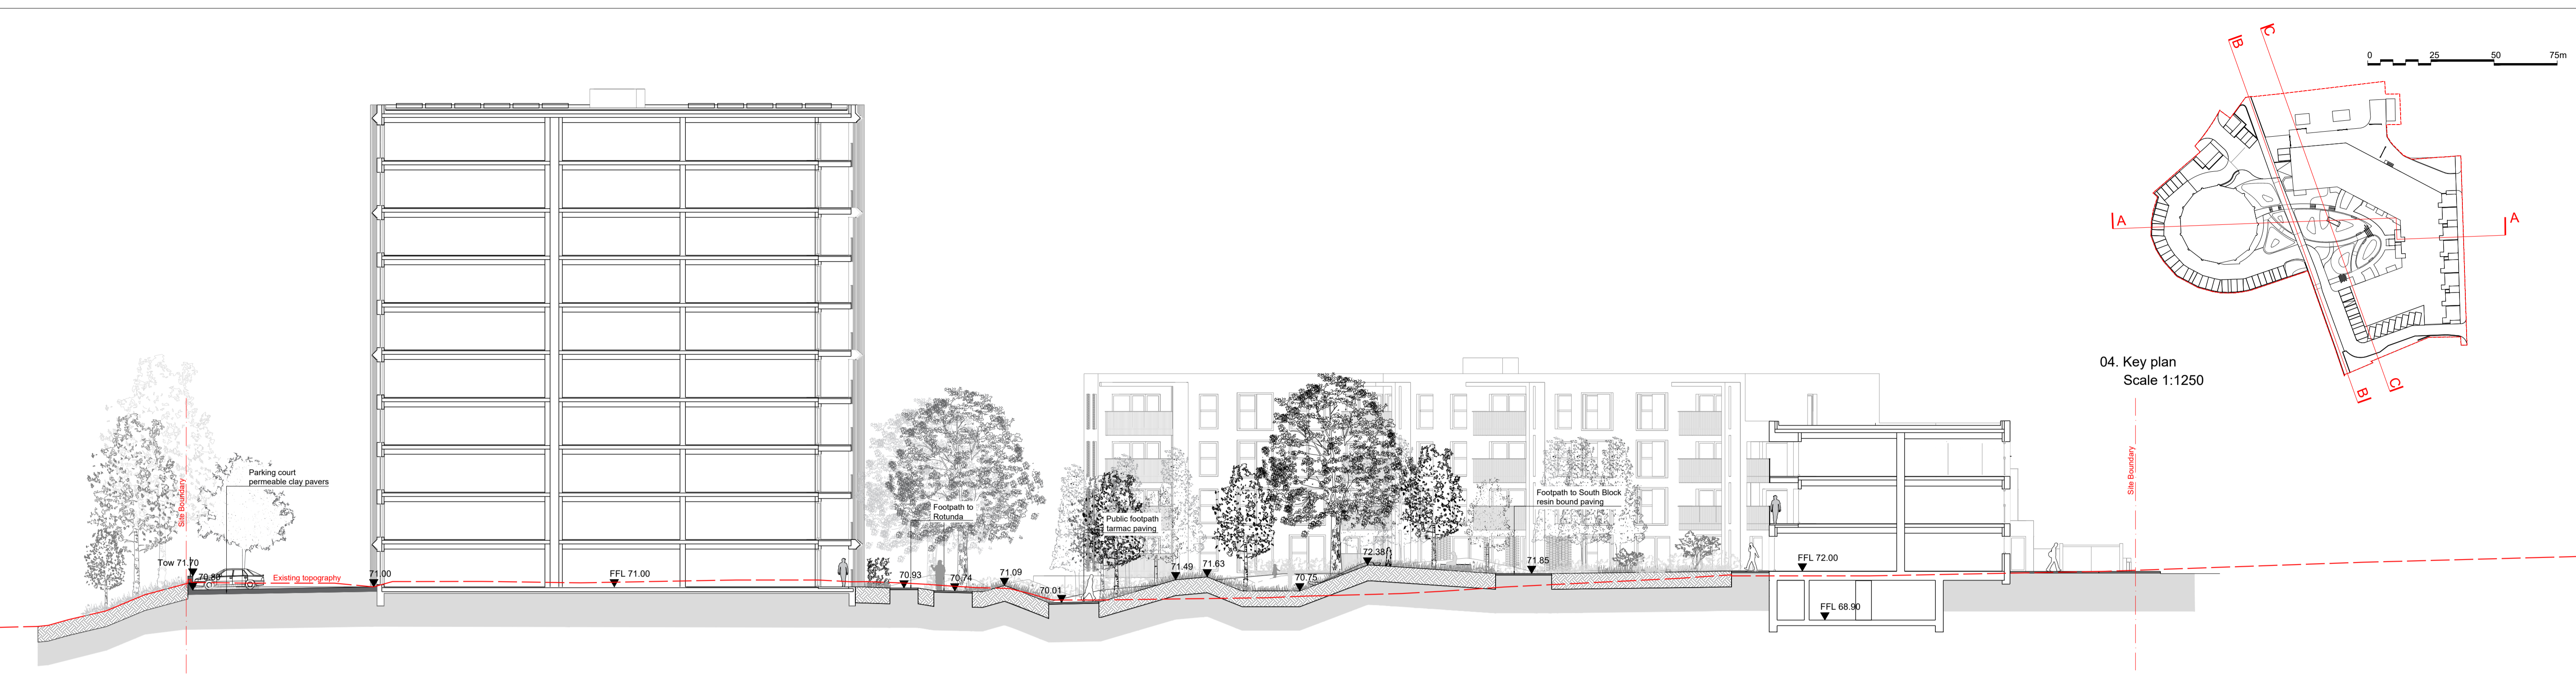 C
B
0 25 50 75m
A
A
04. Key plan
Scale 1:1250
C
B
Site Boundary
Parking court
permeable clay pavers
Tow 71.70
70.80
Existing topography
71.00
FFL 71.00
70.93
Footpath to
Rotunda
70.74
71.09
70.01
Public footpath
tarmac paving
71.49
71.63
70.75
72.38
Footpath to South Block
resin bound paving
71.85
FFL 72.00
FFL 68.90
Site Boundary